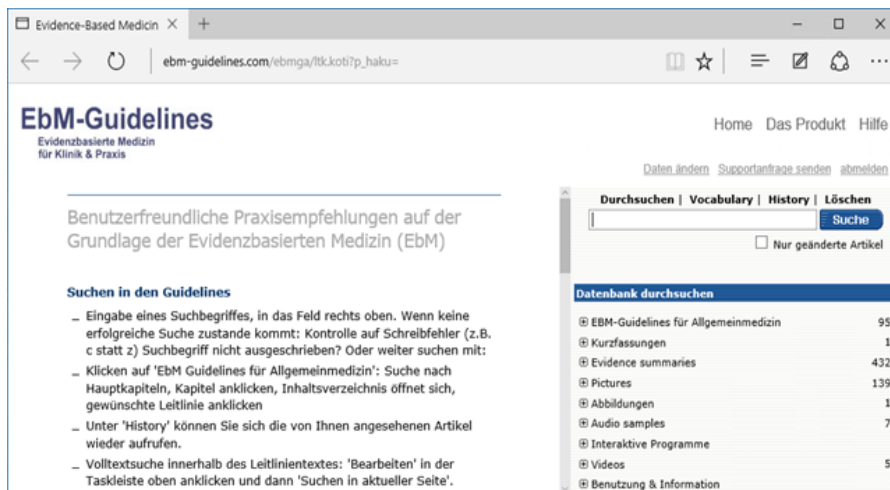 Evidence-Based Medicin
ebm-guidelines.com/ebmga/ltk.koti?p_haku=
EbM-Guidelines
Evidenzbasierte Medizin
für Klinik & Praxis
Home Das Produkt Hilfe
Daten ändern Supportanfrage senden abmelden
Benutzerfreundliche Praxisempfehlungen auf der
Grundlage der Evidenzbasierten Medizin (EbM)
Suchen in den Guidelines
_ Eingabe eines Suchbegriffes, in das Feld rechts oben. Wenn keine
erfolgreiche Suche zustande kommt: Kontrolle auf Schreibfehler (z.B.
c statt z) Suchbegriff nicht ausgeschrieben? Oder weiter suchen mit:
_ Klicken auf 'EbM Guidelines für Allgemeinmedizin': Suche nach
Hauptkapiteln, Kapitel anklicken, Inhaltsverzeichnis öffnet sich,
gewünschte Leitlinie anklicken
_ Unter 'History' können Sie sich die von Ihnen angesehenen Artikel
wieder aufrufen.
_ Volltextsuche innerhalb des Leitlinientextes: 'Bearbeiten' in der
Taskleiste oben anklicken und dann 'Suchen in aktueller Seite'.
Durchsuchen | Vocabulary | History | Löschen
Suche
Nur geänderte Artikel
Datenbank durchsuchen
EBM-Guidelines für Allgemeinmedizin 95
Kurzfassungen 1
Evidence summaries 432
Pictures 139
Abbildungen 1
Audio samples 7
Interaktive Programme
Videos 5
Benutzung & Information